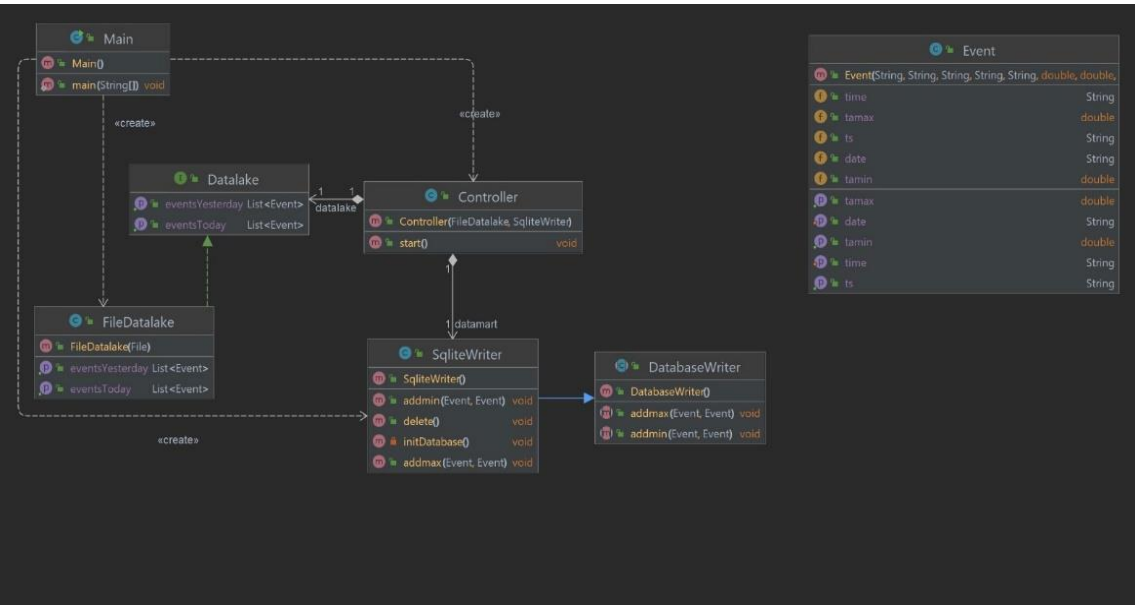 Main
Main()
main(String[]) void
«create»
«create»
Datalake
eventsYesterday List<Event>
eventsToday List<Event>
1 1
datalake
Controller
Controller(FileDatalake, SqliteWriter)
start() void
1
1 datamart
FileDatalake
FileDatalake(File)
eventsYesterday List<Event>
eventsToday List<Event>
«create»
SqliteWriter
SqliteWriter()
addmin(Event, Event) void
delete() void
initDatabase() void
addmax(Event, Event) void
DatabaseWriter
DatabaseWriter()
addmax(Event, Event) void
addmin(Event, Event) void
Event
Event(String, String, String, String, String, double, double,
time String
tamax double
ts String
date String
tamin double
tamax double
date String
tamin double
time String
ts String